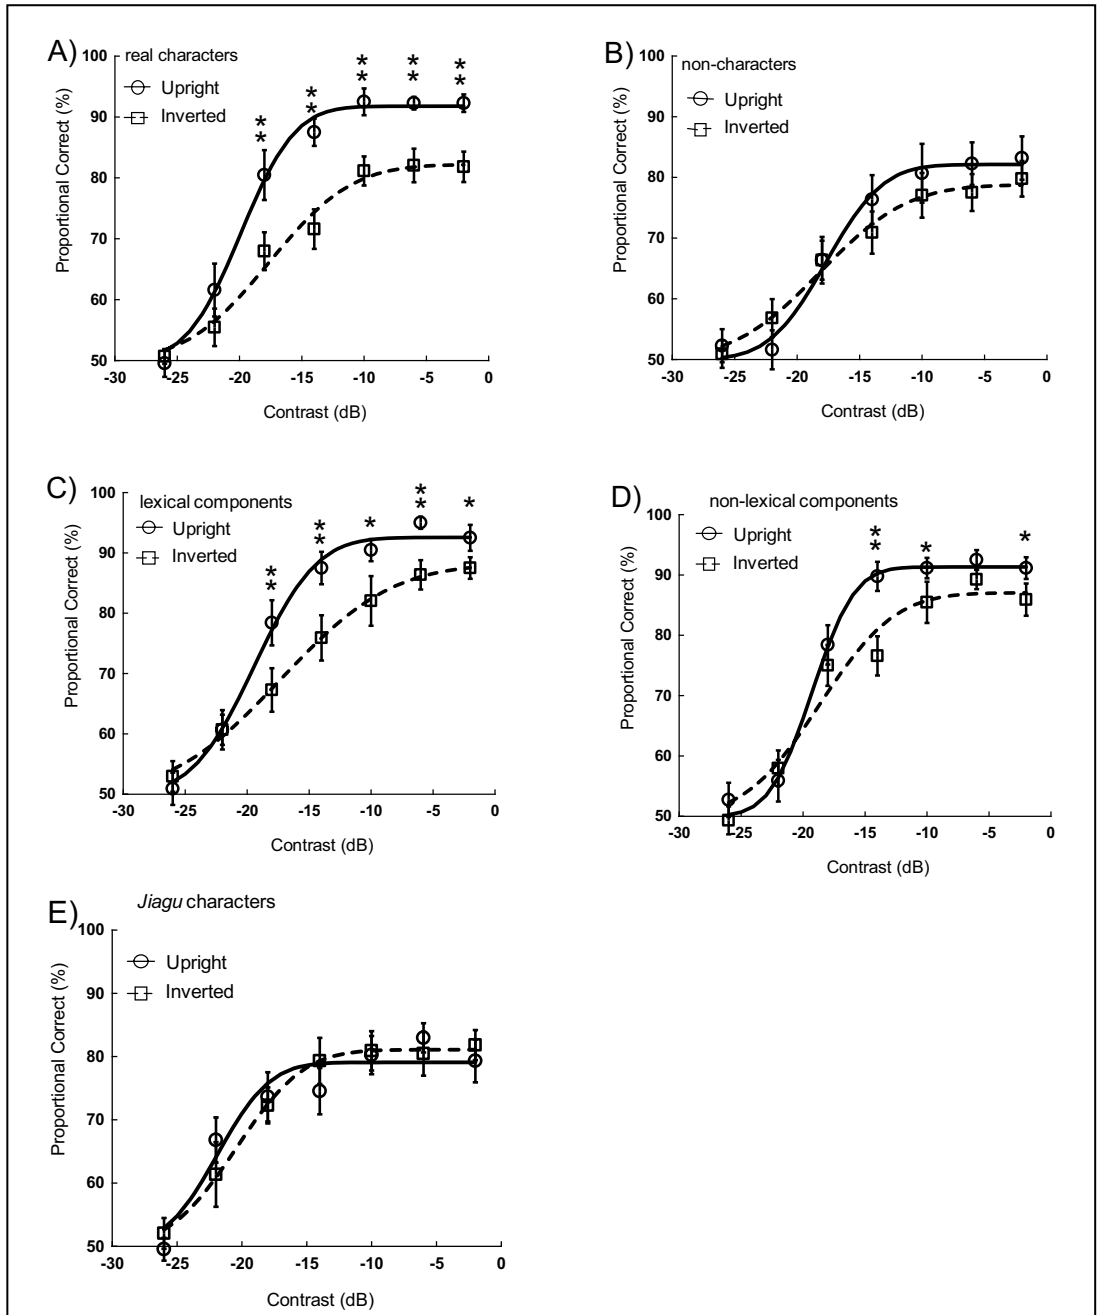 A) real characters
Upright
Inverted
* * * * *
* * * * *
100
90
80
70
60
50
Proportional Correct (%)
-30 -25 -20 -15 -10 -5 0
Contrast (dB)
B)
non-characters
Upright
Inverted
100
90
80
70
60
50
Proportional Correct (%)
-30 -25 -20 -15 -10 -5 0
Contrast (dB)
C)
lexical components
Upright
Inverted
* * * * *
* * *
100
90
80
70
60
50
Proportional Correct (%)
-30 -25 -20 -15 -10 -5 0
Contrast (dB)
D)
non-lexical components
Upright
Inverted
* * *
*
100
90
80
70
60
50
Proportional Correct (%)
-30 -25 -20 -15 -10 -5 0
Contrast (dB)
E)
Jiagu characters
Upright
Inverted
100
90
80
70
60
50
Proportional Correct (%)
-30 -25 -20 -15 -10 -5 0
Contrast (dB)